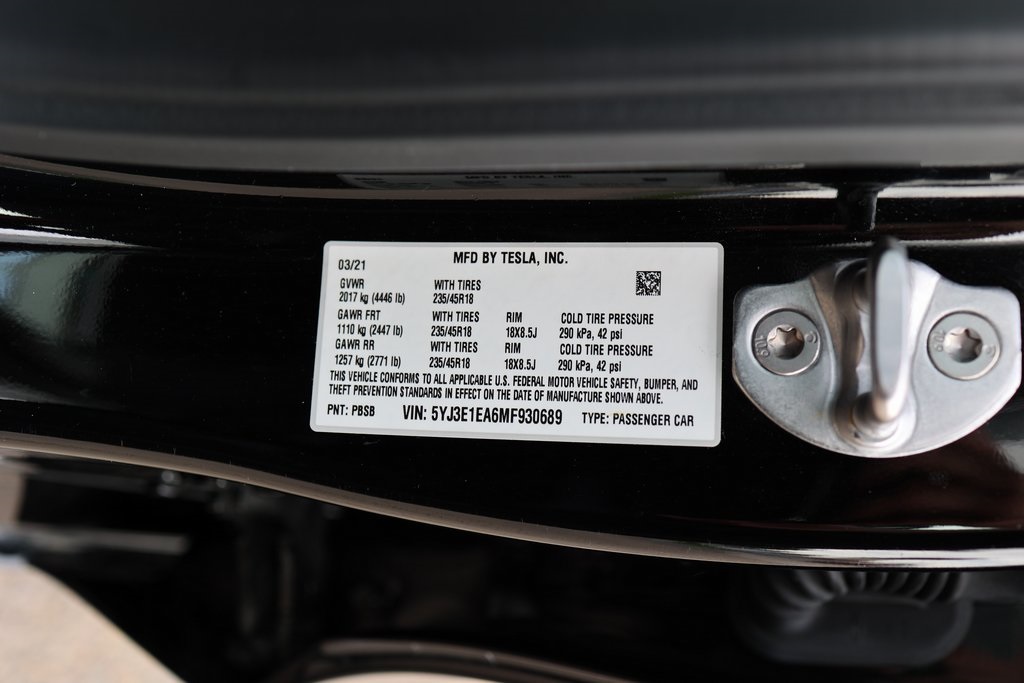 MFD BY TESLA, INC.
03/21
GVWR WITH TIRES
2017 kg (4446 lb) 235/45R18
GAWR FRT WITH TIRES RIM COLD TIRE PRESSURE
1110 kg (2447 lb) 235/45R18 18X8.5J 290 kPa, 42 psi
GAWR RR WITH TIRES RIM COLD TIRE PRESSURE
1257 kg (2771 lb) 235/45R18 18X8.5J 290 kPa, 42 psi
THIS VEHICLE CONFORMS TO ALL APPLICABLE U.S. FEDERAL MOTOR VEHICLE SAFETY, BUMPER, AND
THEFT PREVENTION STANDARDS IN EFFECT ON THE DATE OF MANUFACTURE SHOWN ABOVE.
PNT: PBSB VIN: 5YJ3E1EA6MF930689 TYPE: PASSENGER CAR